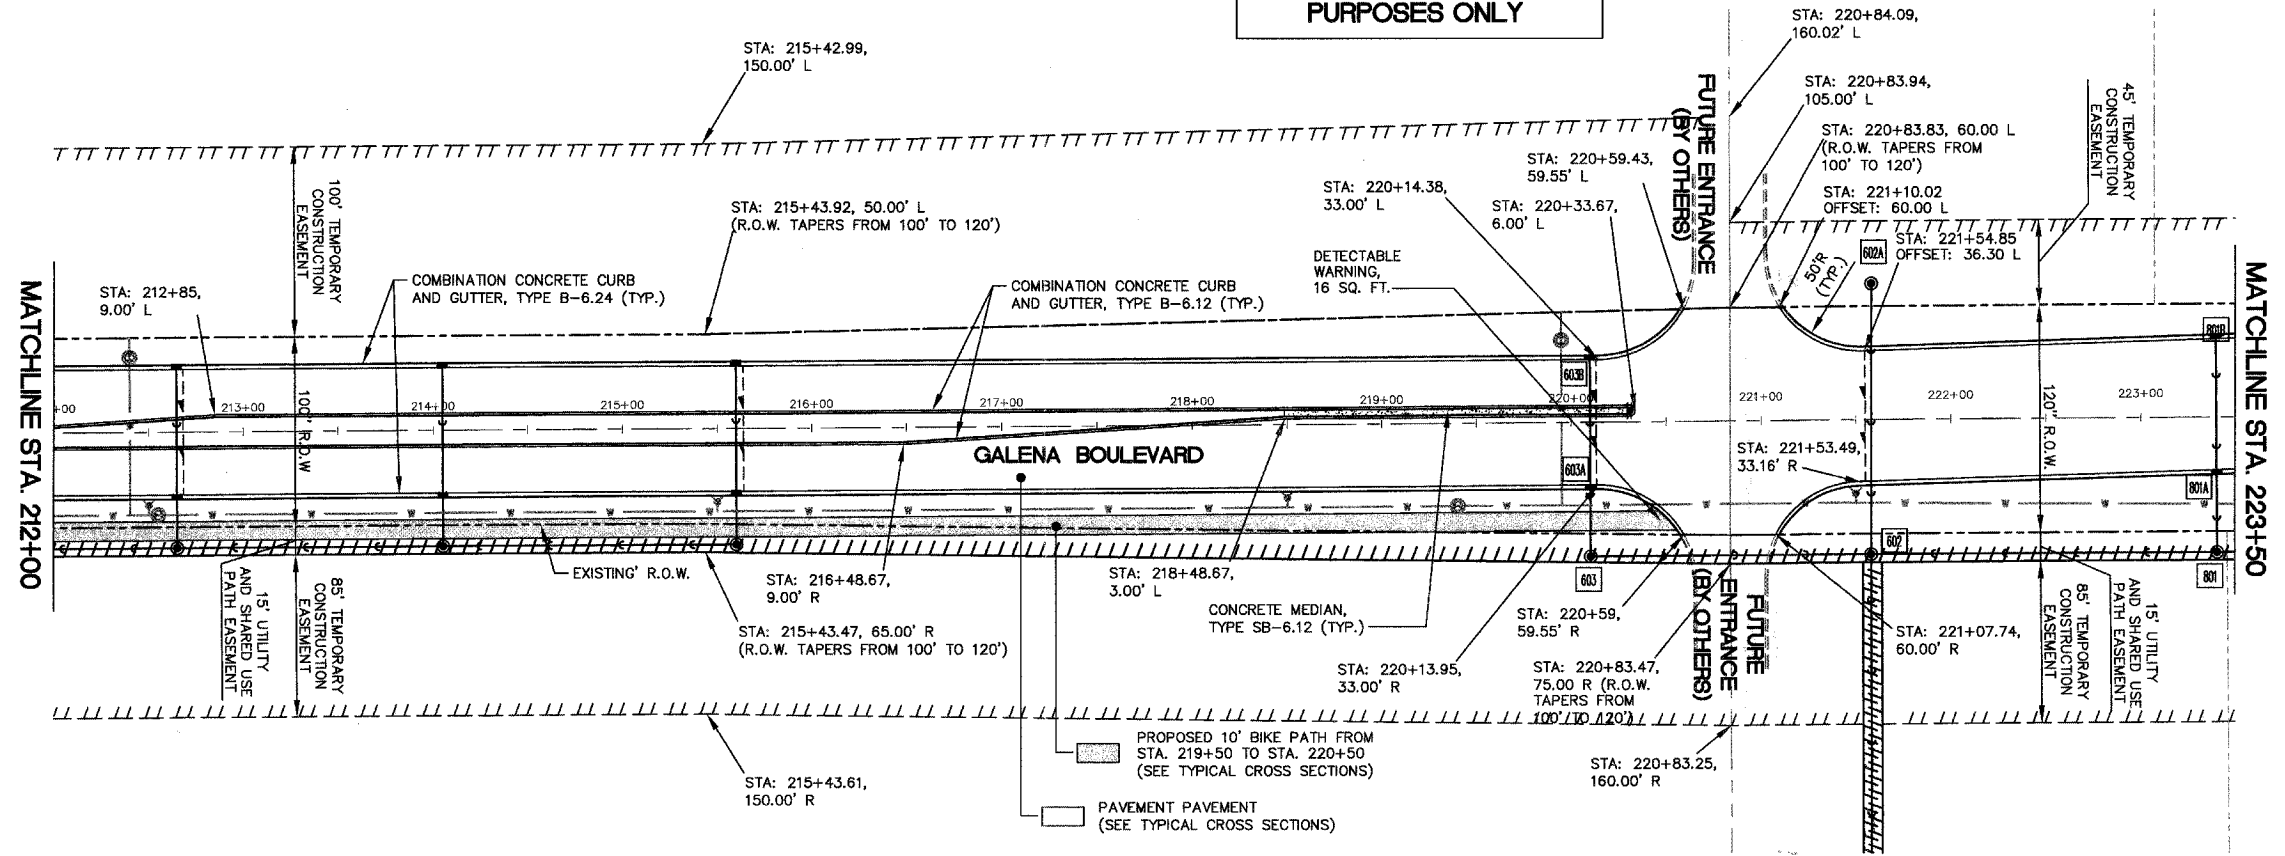 PURPOSES ONLY
STA: 215+42.99,
150.00' L
STA: 220+84.09,
160.02' L
STA: 220+83.94,
105.00' L
STA: 220+83.83, 60.00 L
(R.O.W. TAPERS FROM
100' TO 120')
STA: 221+10.02
OFFSET: 60.00 L
45' TEMPORARY
CONSTRUCTION
EASEMENT
FUTURE ENTRANCE
(BY OTHERS)
STA: 220+59.43,
59.55' L
STA: 220+14.38,
33.00' L
STA: 220+33.67,
6.00' L
100' TEMPORARY
CONSTRUCTION
EASEMENT
STA: 215+43.92, 50.00' L
(R.O.W. TAPERS FROM 100' TO 120')
DETECTABLE
WARNING,
16 SQ. FT.
50'R
(TYP.)
602A
STA: 221+54.85
OFFSET: 36.30 L
MATCHLINE STA. 212+00
STA: 212+85,
9.00' L
COMBINATION CONCRETE CURB
AND GUTTER, TYPE B-6.24 (TYP.)
COMBINATION CONCRETE CURB
AND GUTTER, TYPE B-6.12 (TYP.)
MATCHLINE STA. 223+50
801B
603B
+00
213+00
214+00
215+00
216+00
217+00
218+00
219+00
220+00
221+00
222+00
223+00
100' R.O.W
120" R.O.W.
GALENA BOULEVARD
603A
STA: 221+53.49,
33.16' R
801A
EXISTING' R.O.W.
STA: 216+48.67,
9.00' R
STA: 218+48.67,
3.00' L
603
602
801
CONCRETE MEDIAN,
TYPE SB-6.12 (TYP.)
STA: 220+59,
59.55' R
FUTURE
ENTRANCE
(BY OTHERS)
STA: 221+07.74,
60.00' R
15' UTILITY
AND SHARED USE
PATH EASEMENT
85' TEMPORARY
CONSTRUCTION
EASEMENT
STA: 215+43.47, 65.00' R
(R.O.W. TAPERS FROM 100' TO 120')
STA: 220+13.95,
33.00' R
STA: 220+83.47,
75.00 R (R.O.W.
TAPERS FROM
100' TO 120')
15' UTILITY
AND SHARED USE
PATH EASEMENT
85' TEMPORARY
CONSTRUCTION
EASEMENT
PROPOSED 10' BIKE PATH FROM
STA. 219+50 TO STA. 220+50
(SEE TYPICAL CROSS SECTIONS)
STA: 220+83.25,
160.00' R
STA: 215+43.61,
150.00' R
PAVEMENT PAVEMENT
(SEE TYPICAL CROSS SECTIONS)